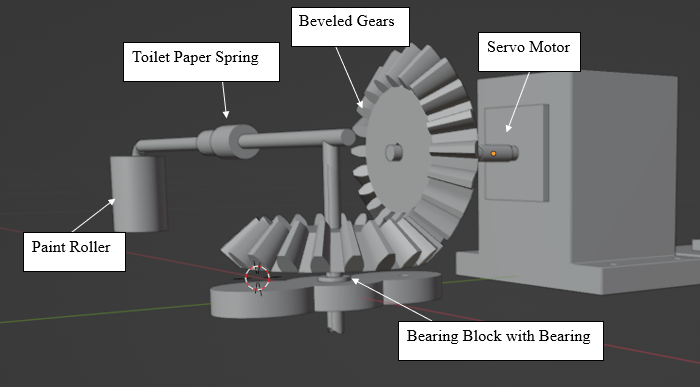 Beveled Gears
Servo Motor
Toilet Paper Spring
Paint Roller
Bearing Block with Bearing